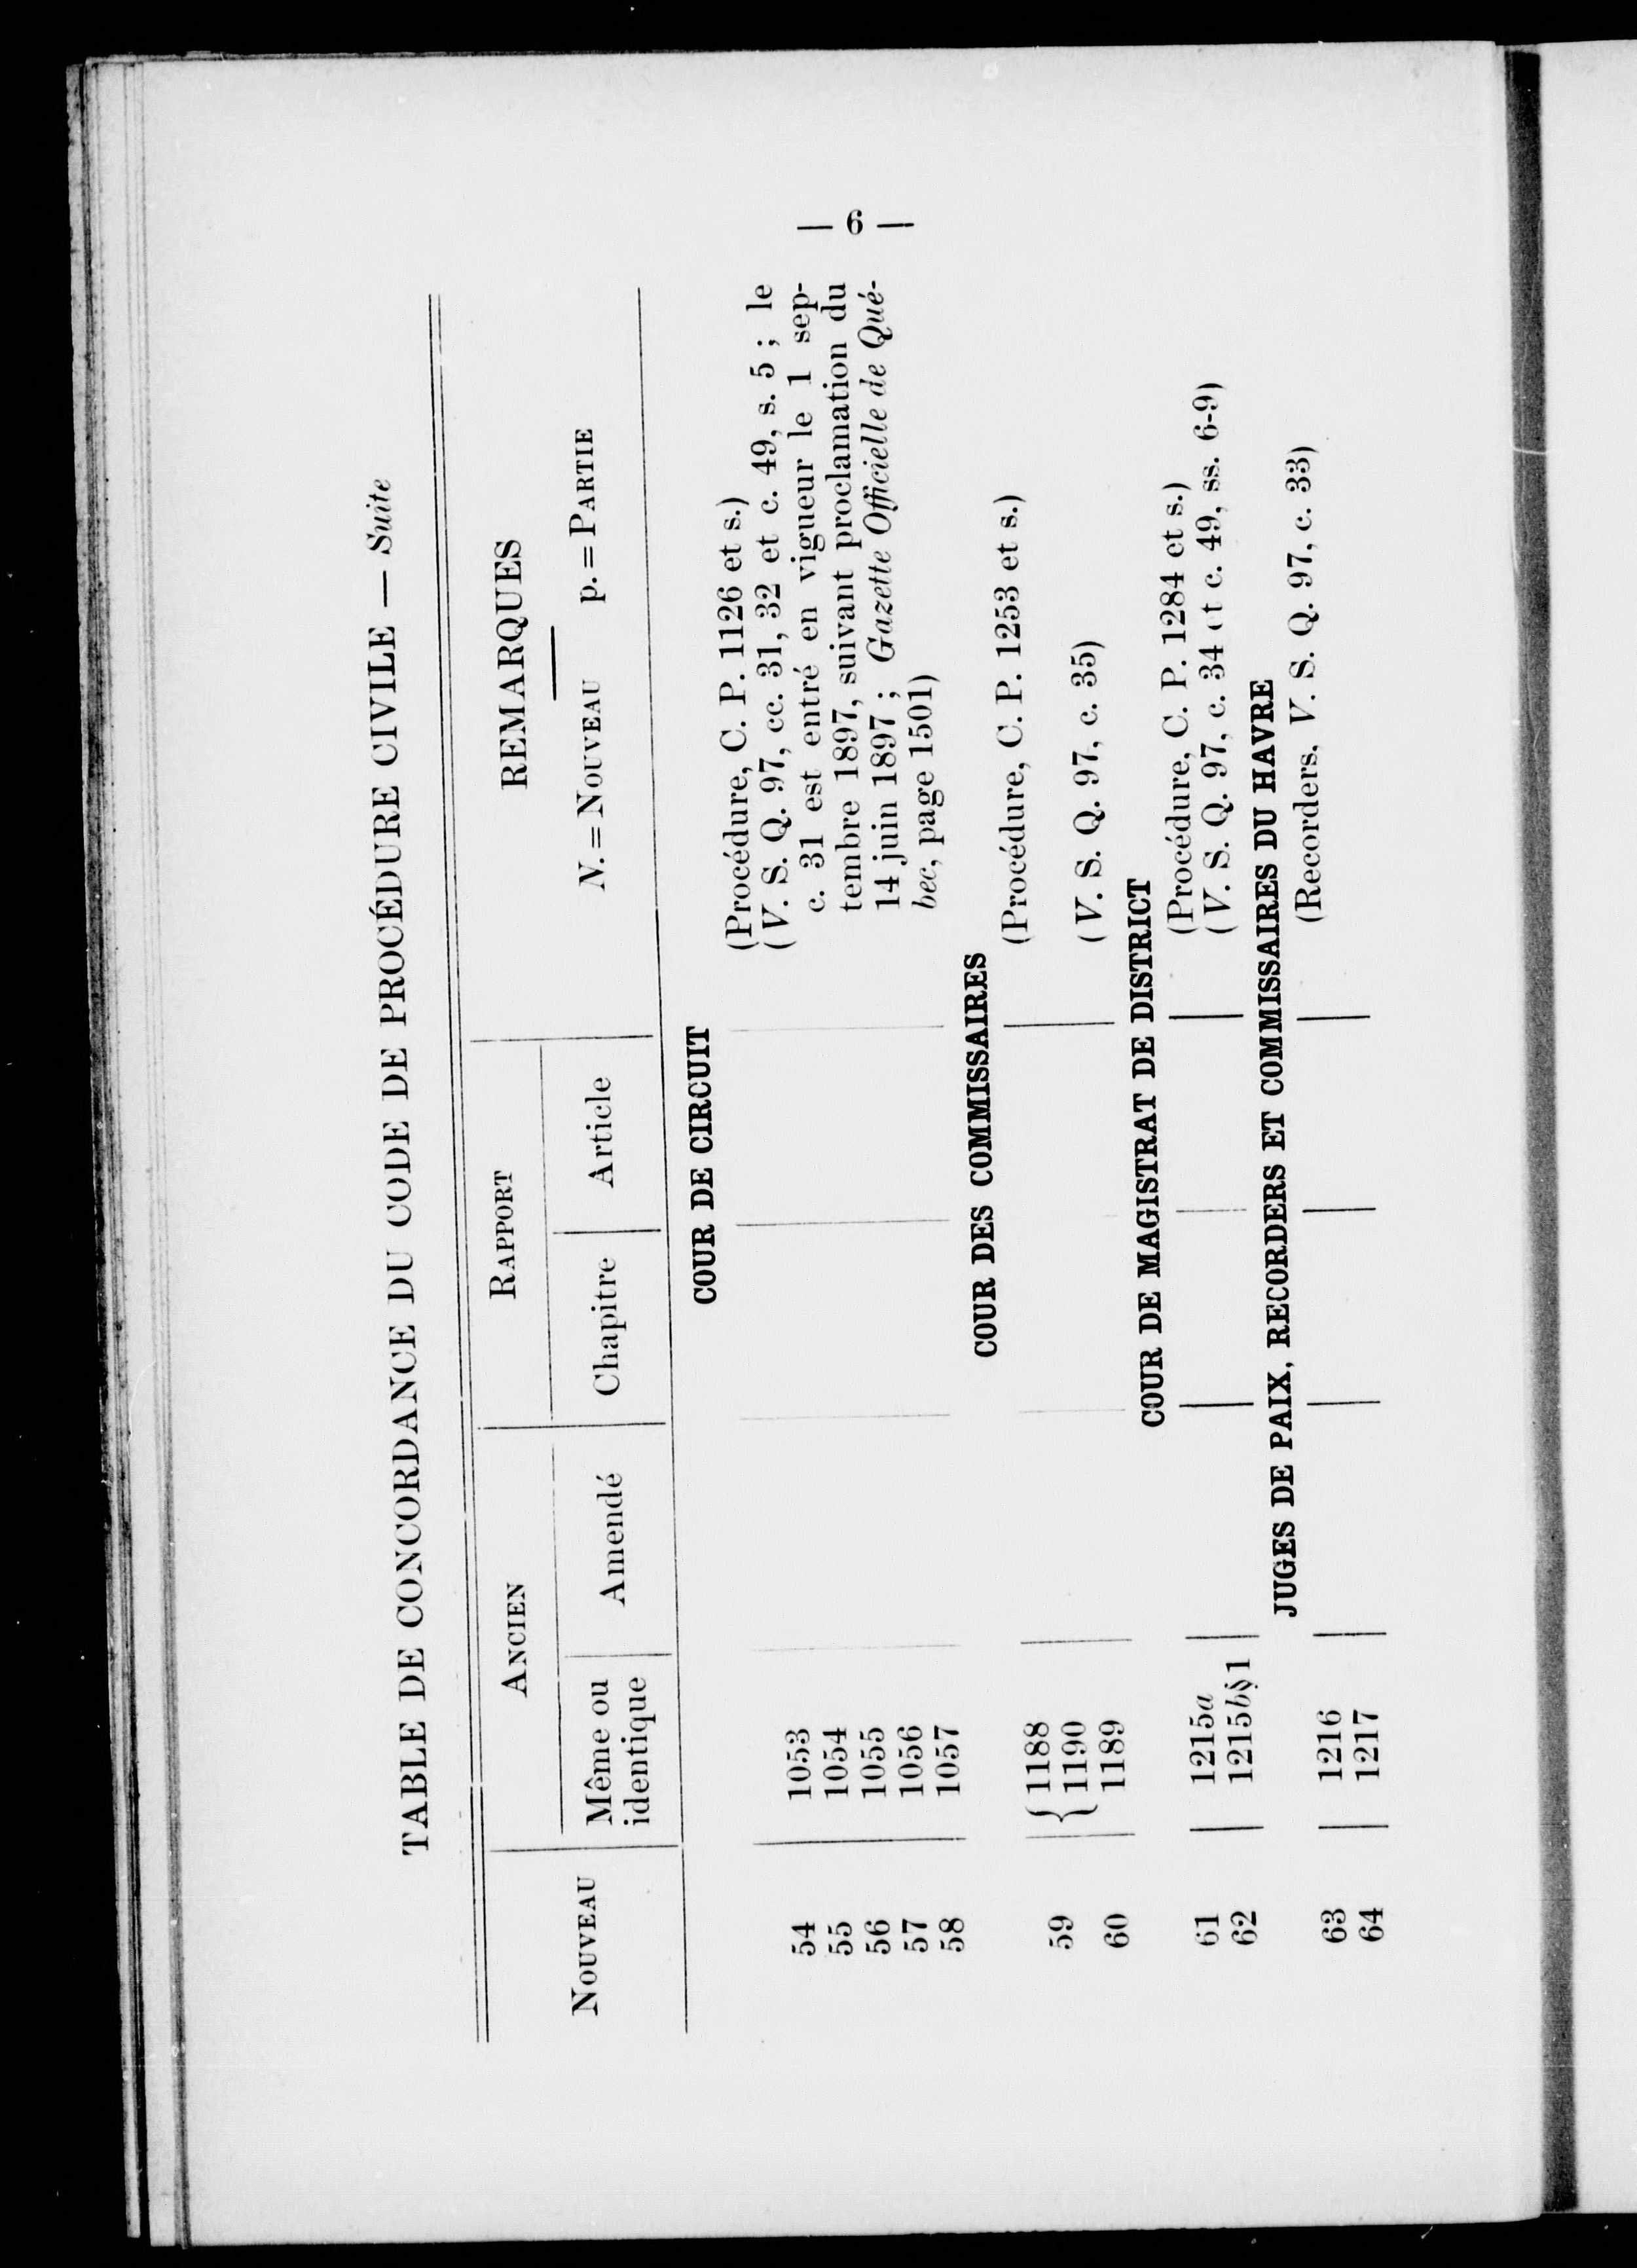 — 6 —
TABLE DE CONCORDANCE DU CODE DE PROCÉDURE CIVILE — Suite
NOUVEAU
ANCIEN
Même ou
identique
Amendé
RAPPORT
Chapitre
Article
REMARQUES
N. = NOUVEAU p. = PARTIE
COUR DE CIRCUIT
(Procédure, C. P. 1126 et s.)
54 1053 (V. S. Q. 97, cc. 31, 32 et c. 49, s. 5 ; le
55 1054 c. 31 est entré en vigueur le 1 sep-
56 1055 tembre 1897, suivant proclamation du
57 1056 14 juin 1897 ; Gazette Officielle de Qué-
58 1057 bec, page 1501)
COUR DES COMMISSAIRES
{ 1188 (Procédure, C. P. 1253 et s.)
59 { 1190
60 1189 (V. S. Q. 97, c. 35)
COUR DE MAGISTRAT DE DISTRICT
61 1215a (Procédure, C. P. 1284 et s.)
62 1215b§1 (V. S. Q. 97, c. 34 et c. 49, ss. 6-9)
JUGES DE PAIX, RECORDERS ET COMMISSAIRES DU HAVRE
63 1216 (Recorders, V. S. Q. 97, c. 33)
64 1217